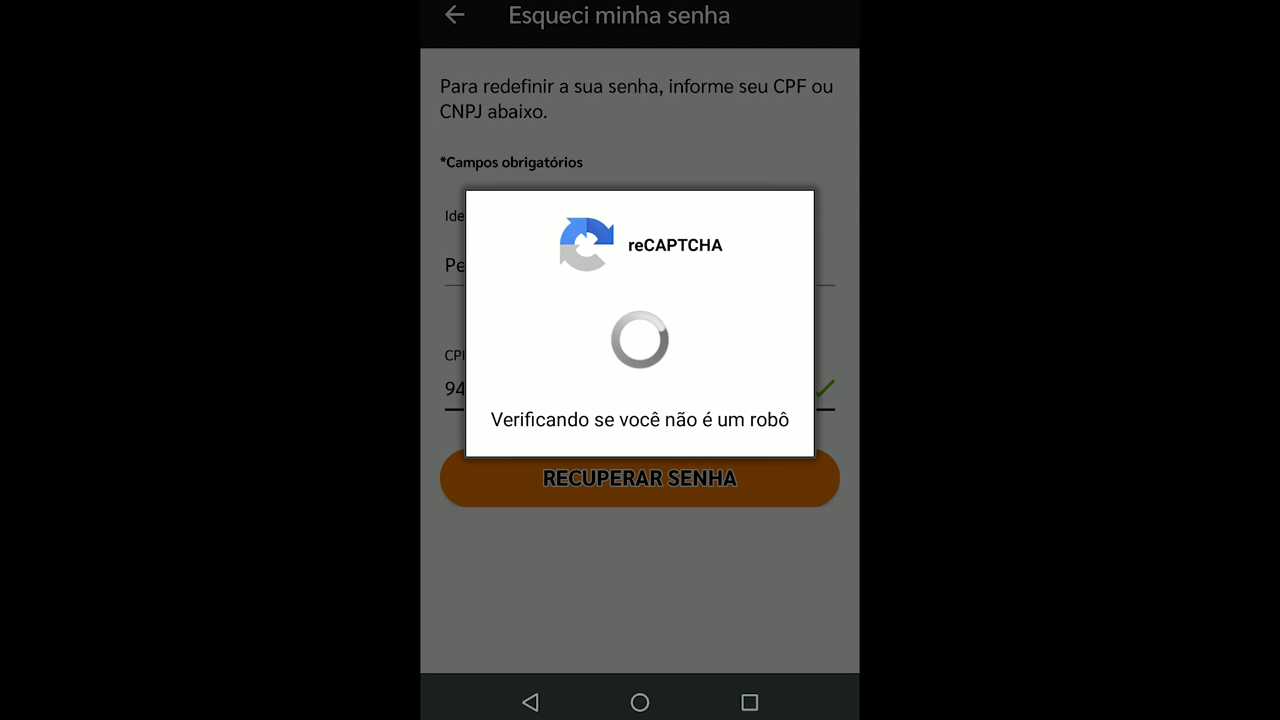 Esqueci minha senha
Para redefinir a sua senha, informe seu CPF ou
CNPJ abaixo.
*Campos obrigatórios
Ide
reCAPTCHA
Pe
CP
94
Verificando se você não é um robô
RECUPERAR SENHA